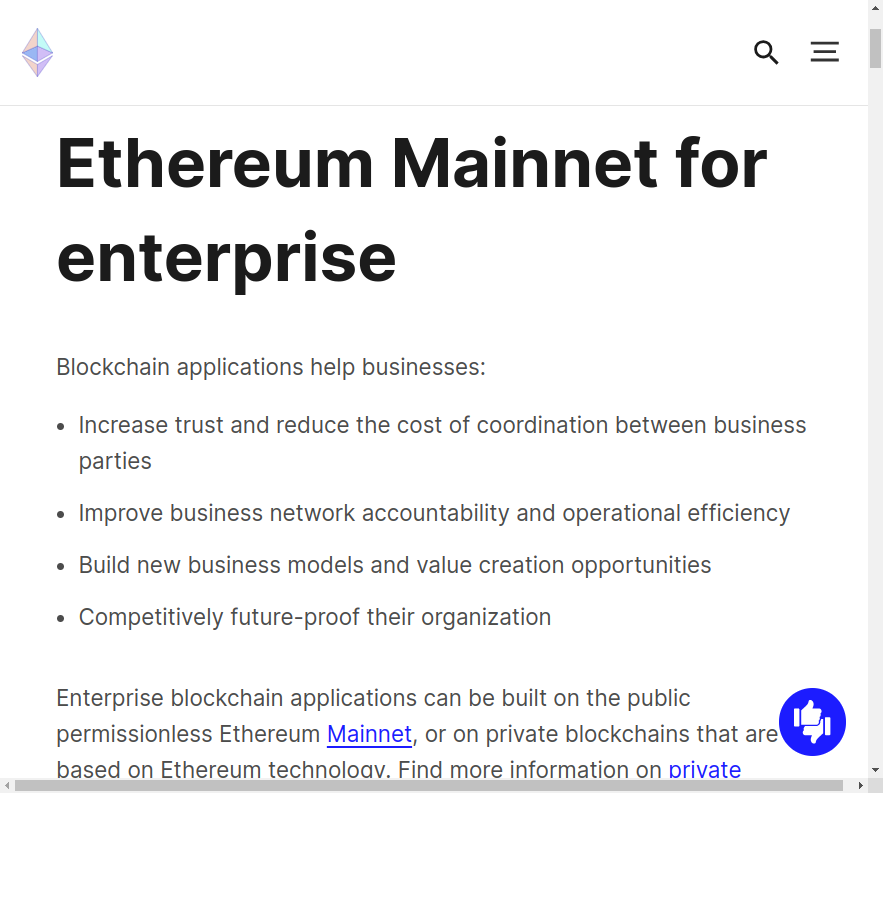 Ethereum Mainnet for
enterprise
Blockchain applications help businesses:
Increase trust and reduce the cost of coordination between business
parties
Improve business network accountability and operational efficiency
Build new business models and value creation opportunities
Competitively future-proof their organization
Enterprise blockchain applications can be built on the public
permissionless Ethereum Mainnet, or on private blockchains that are
based on Ethereum technology. Find more information on private